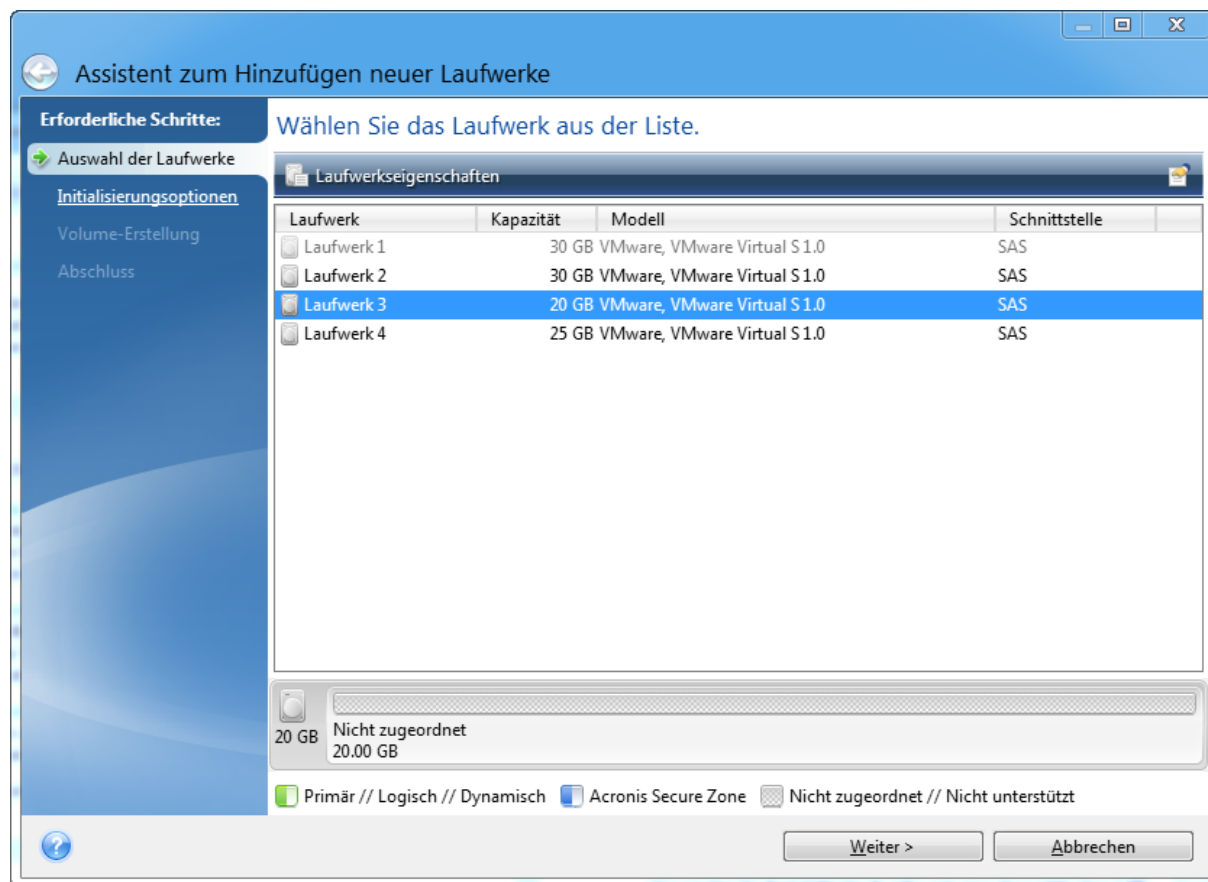 Assistent zum Hinzufügen neuer Laufwerke
Erforderliche Schritte:
Auswahl der Laufwerke
Initialisierungsoptionen
Volume-Erstellung
Abschluss
Wählen Sie das Laufwerk aus der Liste.
Laufwerkseigenschaften
Laufwerk Kapazität Modell Schnittstelle
Laufwerk 1 30 GB VMware, VMware Virtual S 1.0 SAS
Laufwerk 2 30 GB VMware, VMware Virtual S 1.0 SAS
Laufwerk 3 20 GB VMware, VMware Virtual S 1.0 SAS
Laufwerk 4 25 GB VMware, VMware Virtual S 1.0 SAS
20 GB
Nicht zugeordnet
20.00 GB
Primär // Logisch // Dynamisch Acronis Secure Zone Nicht zugeordnet // Nicht unterstützt
Weiter > Abbrechen